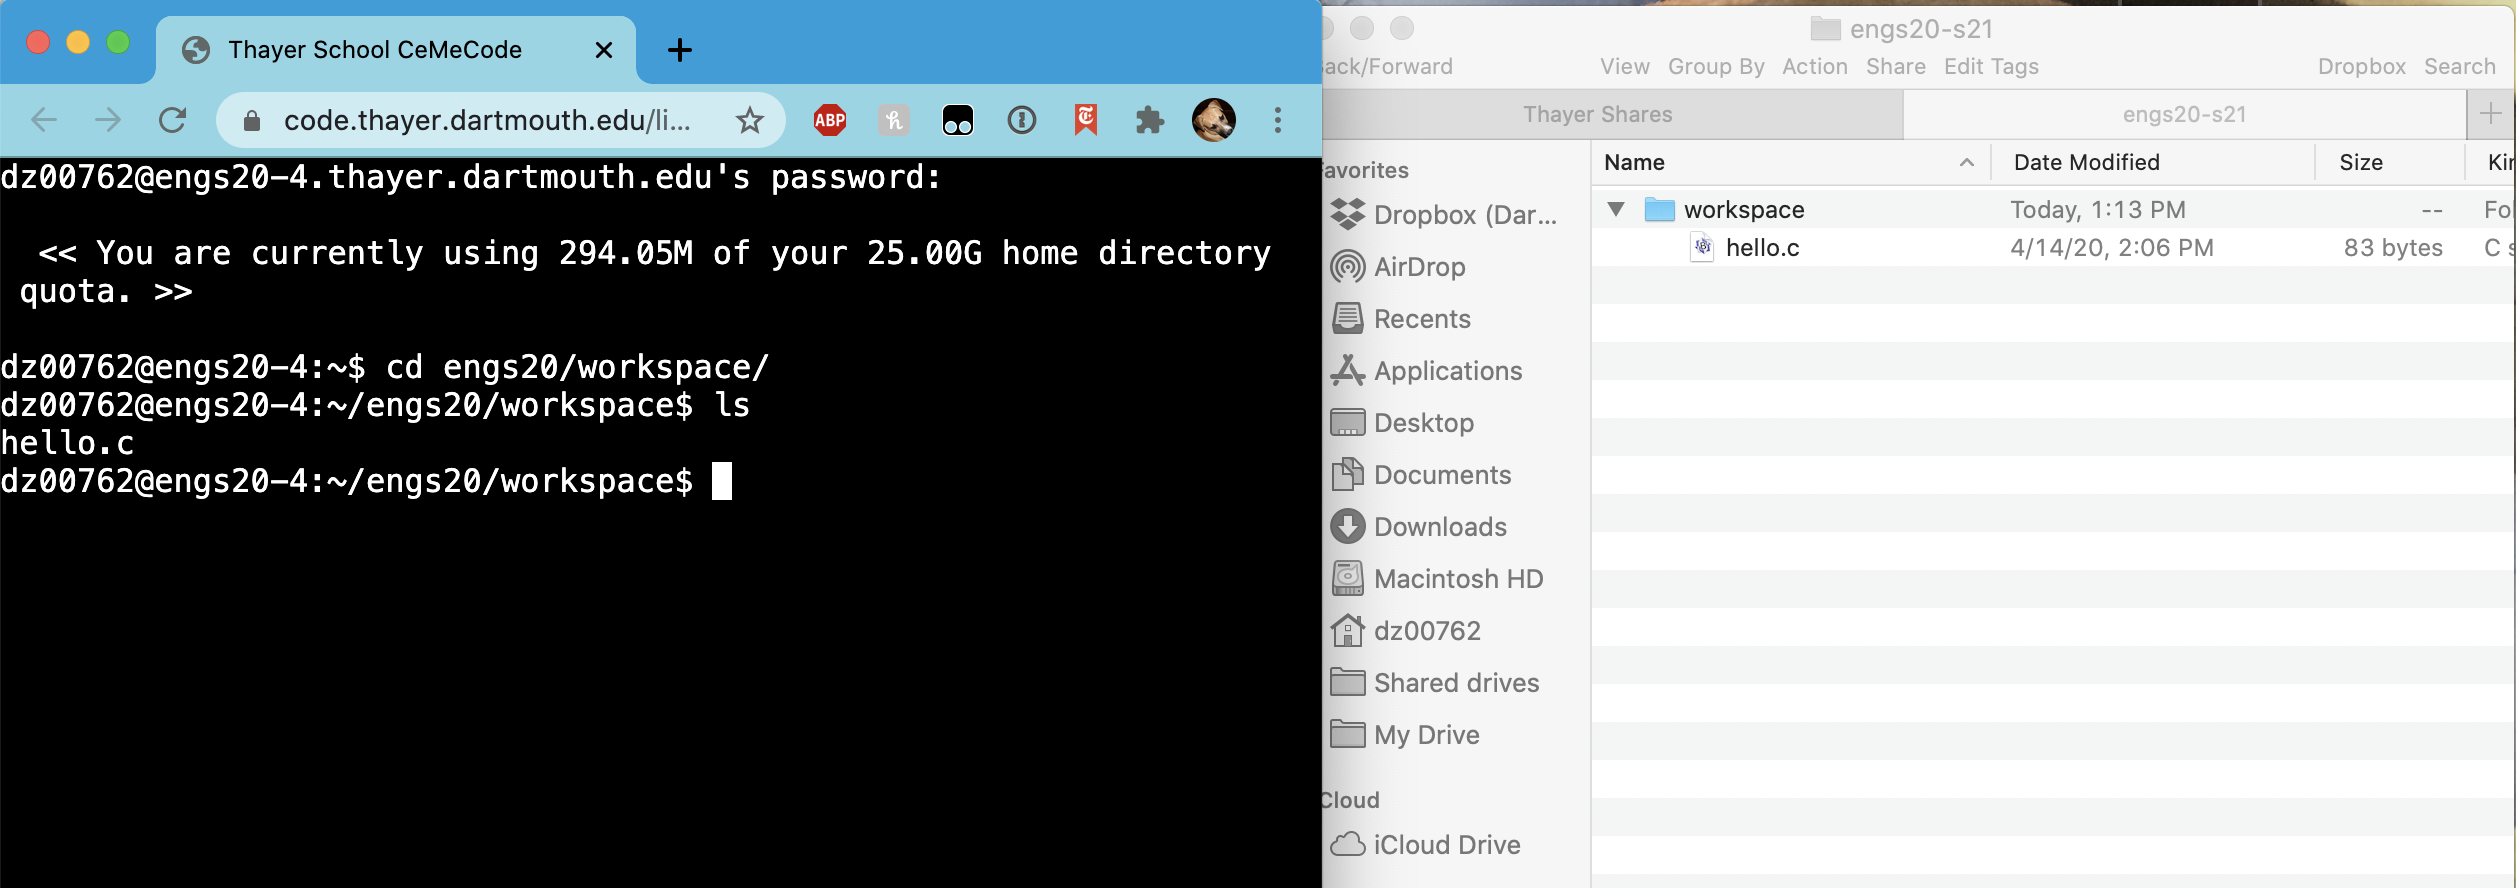 Thayer School CeMeCode
code.thayer.dartmouth.edu/li...
ABP
h
T
dz00762@engs20-4.thayer.dartmouth.edu's password:
<< You are currently using 294.05M of your 25.00G home directory
quota. >>
dz00762@engs20-4:~$ cd engs20/workspace/
dz00762@engs20-4:~/engs20/workspace$ ls
hello.c
dz00762@engs20-4:~/engs20/workspace$
engs20-s21
ack/Forward View Group By Action Share Edit Tags Dropbox Search
Thayer Shares engs20-s21
avorites
Dropbox (Dar...
AirDrop
Recents
Applications
Desktop
Documents
Downloads
Macintosh HD
dz00762
Shared drives
My Drive
Cloud
iCloud Drive
Name Date Modified Size Kin
workspace Today, 1:13 PM -- Fol
hello.c 4/14/20, 2:06 PM 83 bytes C s